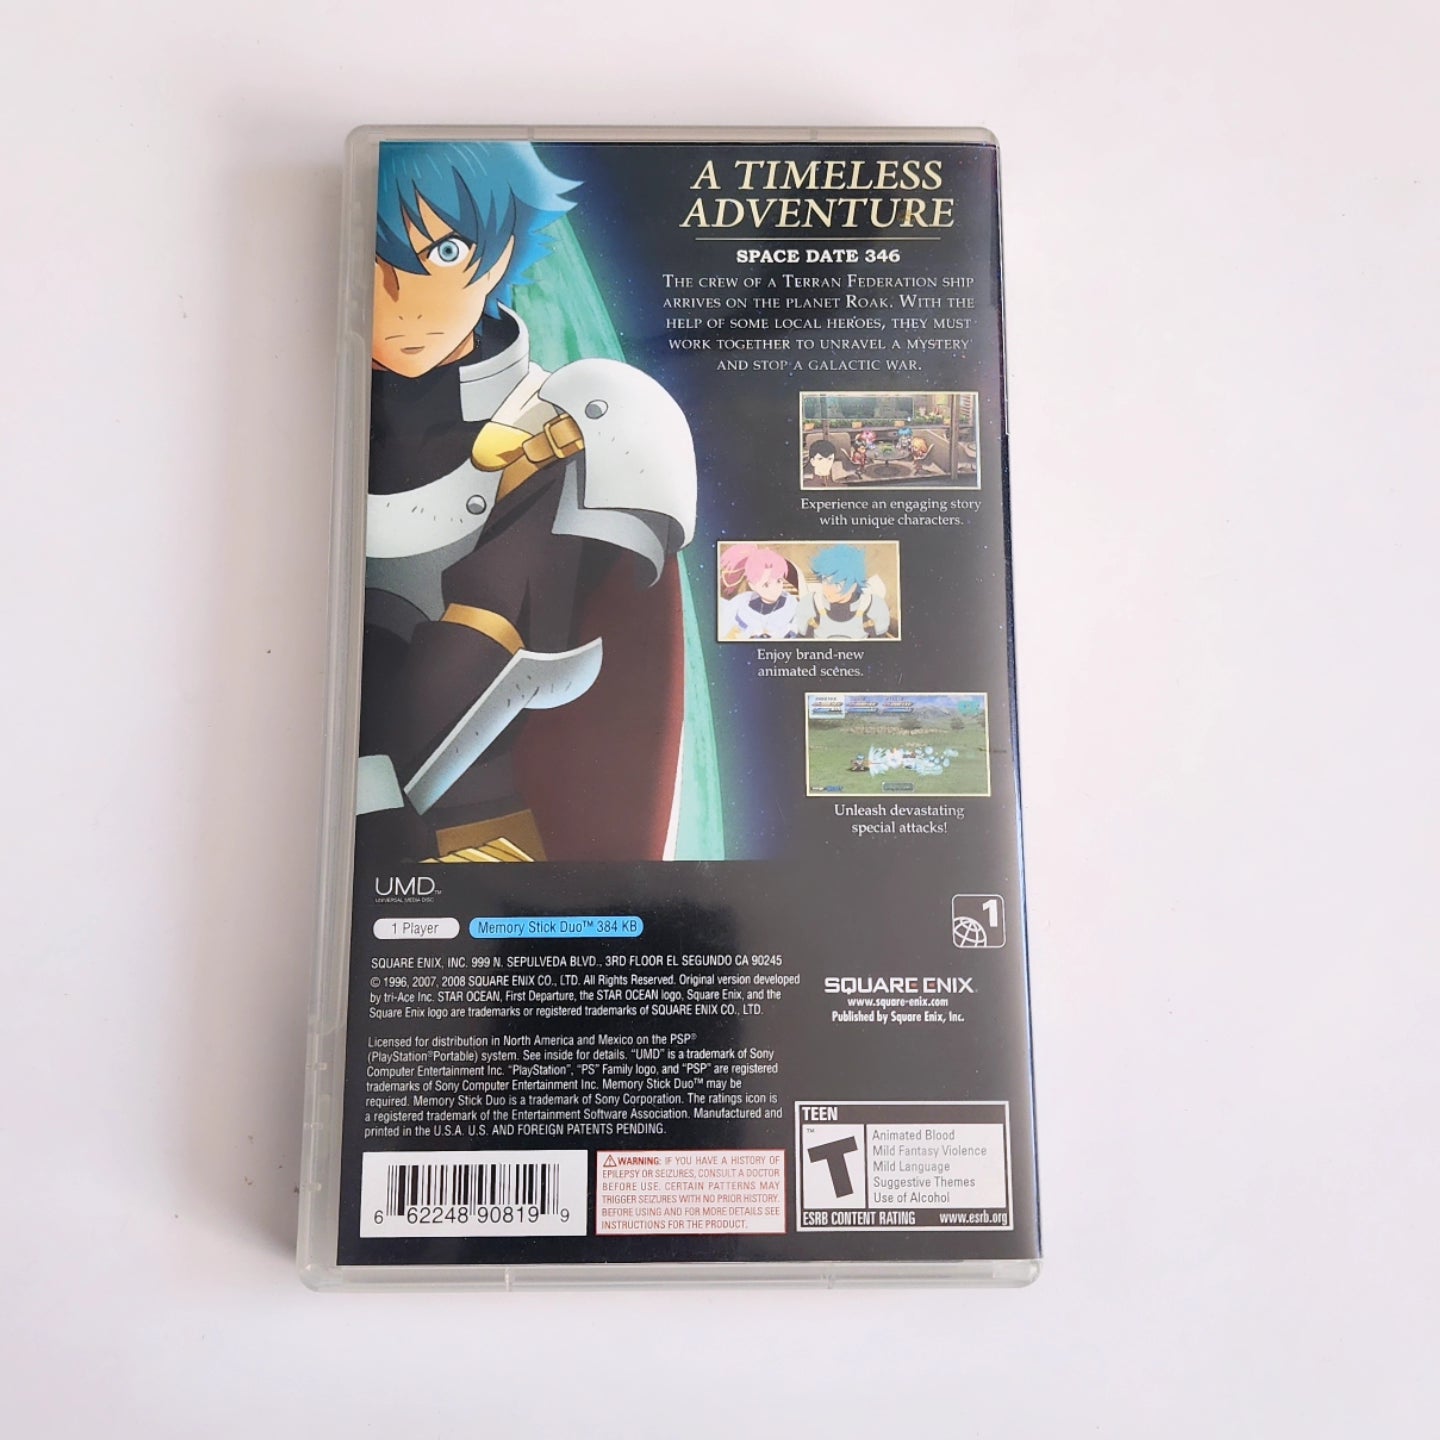 A TIMELESS
ADVENTURE
SPACE DATE 346
THE CREW OF A TERRAN FEDERATION SHIP
ARRIVES ON THE PLANET ROAK. WITH THE
HELP OF SOME LOCAL HEROES, THEY MUST
WORK TOGETHER TO UNRAVEL A MYSTERY
AND STOP A GALACTIC WAR.
Experience an engaging story
with unique characters.
Enjoy brand-new
animated scenes.
Unleash devastating
special attacks!
UMD™
UNIVERSAL MEDIA DISC
1 Player
Memory Stick Duo™ 384 KB
1
SQUARE ENIX, INC. 999 N. SEPULVEDA BLVD., 3RD FLOOR EL SEGUNDO CA 90245
© 1996, 2007, 2008 SQUARE ENIX CO., LTD. All Rights Reserved. Original version developed
by tri-Ace Inc. STAR OCEAN, First Departure, the STAR OCEAN logo, Square Enix, and the
Square Enix logo are trademarks or registered trademarks of SQUARE ENIX CO., LTD.
SQUARE ENIX
www.square-enix.com
Published by Square Enix, Inc.
Licensed for distribution in North America and Mexico on the PSP®
(PlayStation®Portable) system. See inside for details. "UMD" is a trademark of Sony
Computer Entertainment Inc. "PlayStation", "PS" Family logo, and "PSP" are registered
trademarks of Sony Computer Entertainment Inc. Memory Stick Duo™ may be
required. Memory Stick Duo is a trademark of Sony Corporation. The ratings icon is
a registered trademark of the Entertainment Software Association. Manufactured and
printed in the U.S.A. U.S. AND FOREIGN PATENTS PENDING.
6 62248 90819 9
WARNING: IF YOU HAVE A HISTORY OF
EPILEPSY OR SEIZURES, CONSULT A DOCTOR
BEFORE USE. CERTAIN PATTERNS MAY
TRIGGER SEIZURES WITH NO PRIOR HISTORY.
BEFORE USING AND FOR MORE DETAILS SEE
INSTRUCTIONS FOR THE PRODUCT.
TEEN
T
™
Animated Blood
Mild Fantasy Violence
Mild Language
Suggestive Themes
Use of Alcohol
ESRB CONTENT RATING www.esrb.org